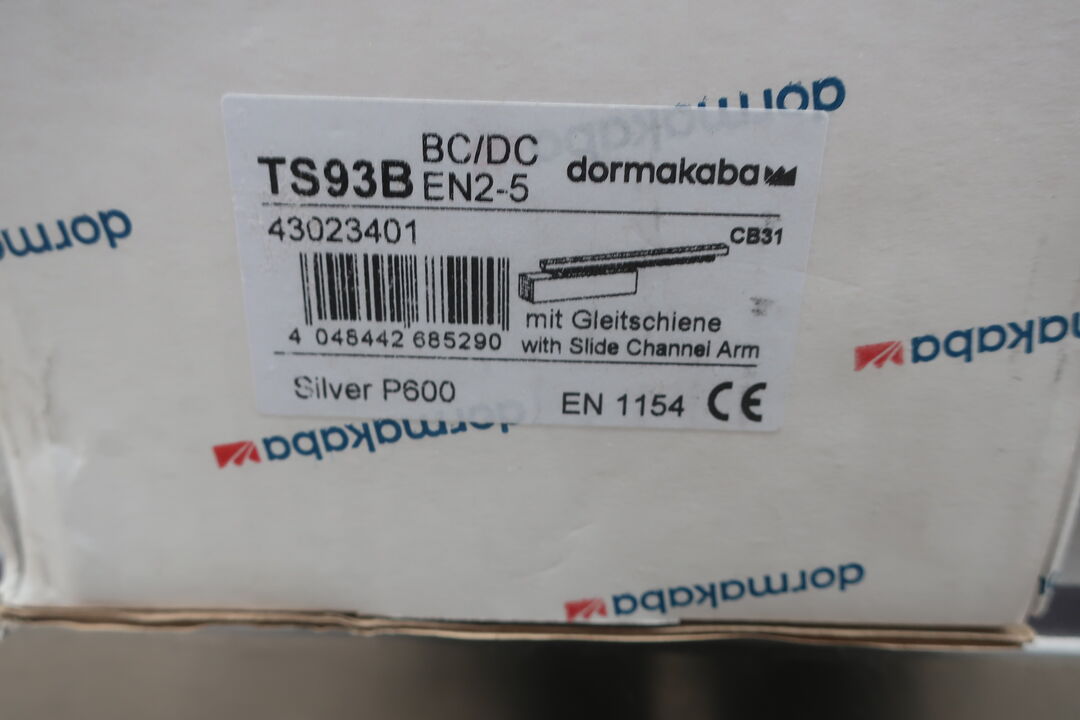 dorma
BC/DC
TS93B EN2-5
dormakaba
43023401
CB31
4 048442 685290
mit Gleitschiene
with Slide Channel Arm
Silver P600
EN 1154 CE
dormakaba
dormakaba
dormakaba
dormakaba